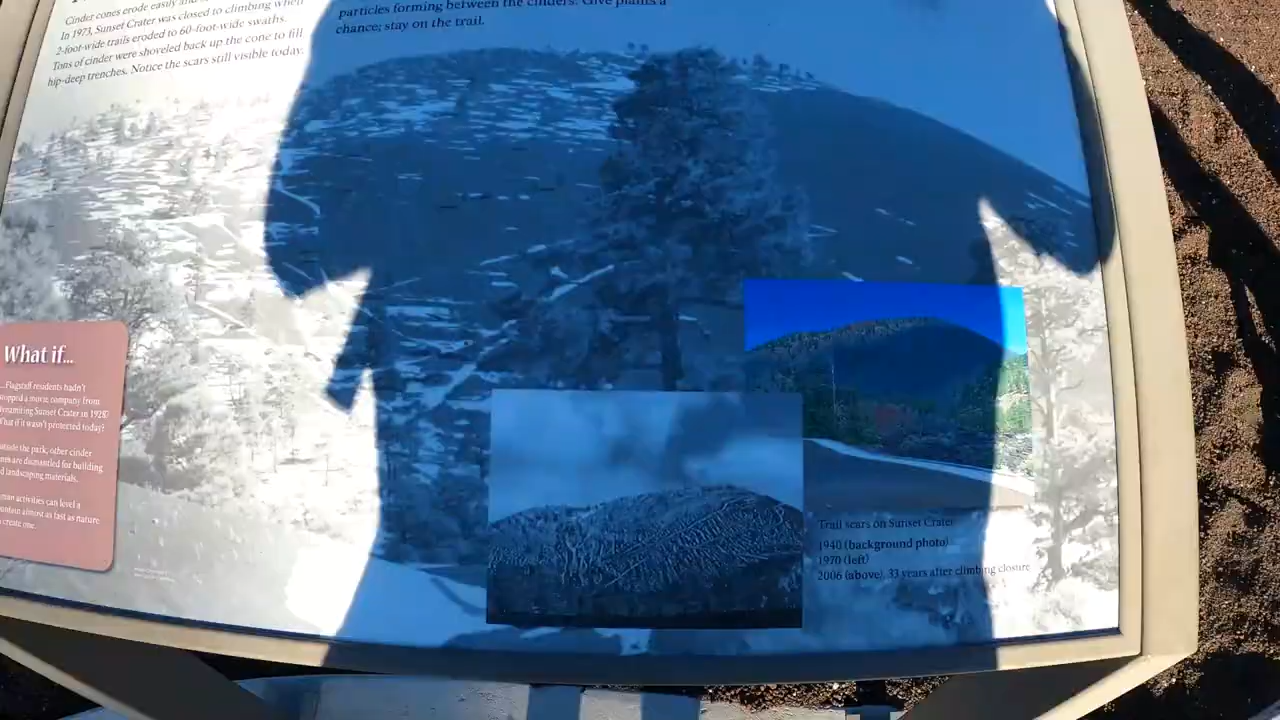 Cinder cones erode easily and
In 1973, Sunset Crater was closed to climbing when
2-foot-wide trails eroded to 60-foot-wide swaths.
Tons of cinder were shoveled back up the cone to fill
hip-deep trenches. Notice the scars still visible today.
particles forming between the cinders. Give plants a
chance; stay on the trail.
What if...
...Flagstaff residents hadn't
stopped a movie company from
dynamiting Sunset Crater in 1928?
What if it wasn't protected today?
outside the park, other cinder
cones are dismantled for building
and landscaping materials.
human activities can level a
mountain almost as fast as nature
create one.
Trail scars on Sunset Crater
1940 (background photo)
1970 (left)
2006 (above), 33 years after climbing closure